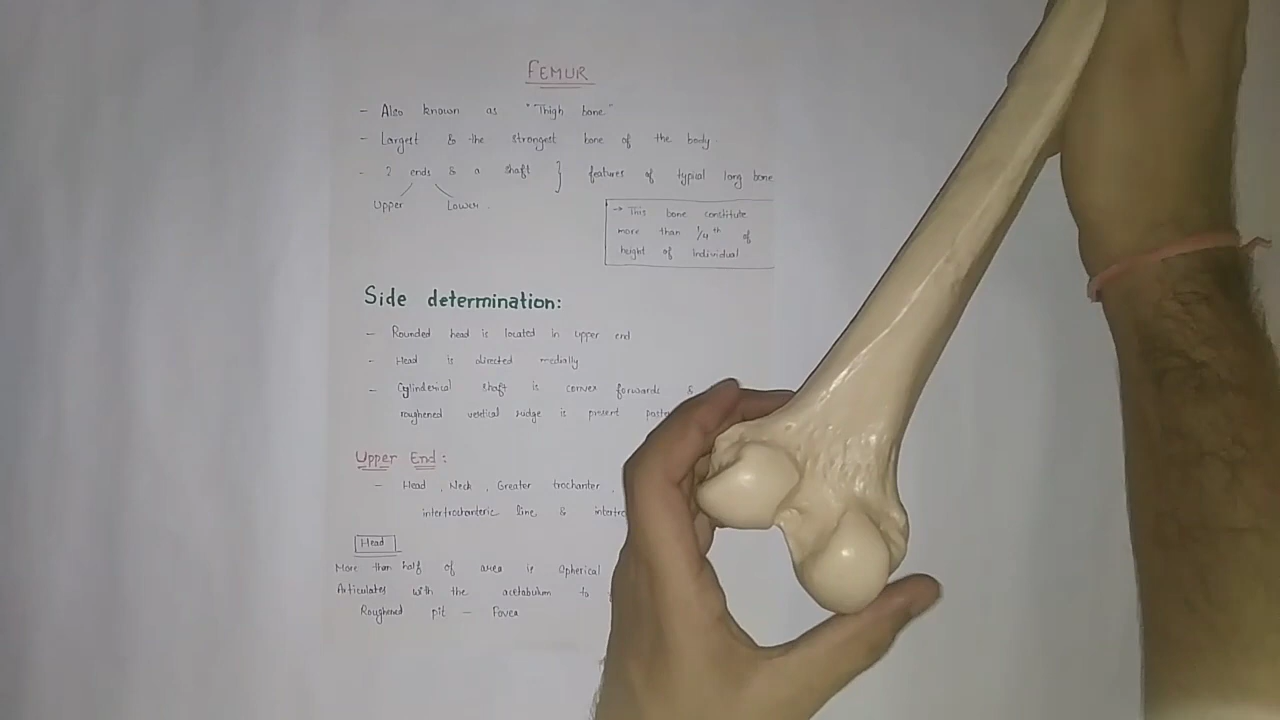 FEMUR
- Also known as "Thigh bone"
- Largest & the strongest bone of the body.
- 2 ends & a shaft } features of typical long bone
Upper Lower.
→ This bone constitute
more than 1/4th of
height of individual
Side determination:
- Rounded head is located in upper end
- Head is directed medially
- Cylinderical shaft is convex forwards &
roughened vertical ridge is present
Upper End:
- Head, Neck, Greater trochanter,
intertrochanteric line &
Head
More than half of area is Spherical
Articulates with the acetabulum to
Roughened pit - Fovea